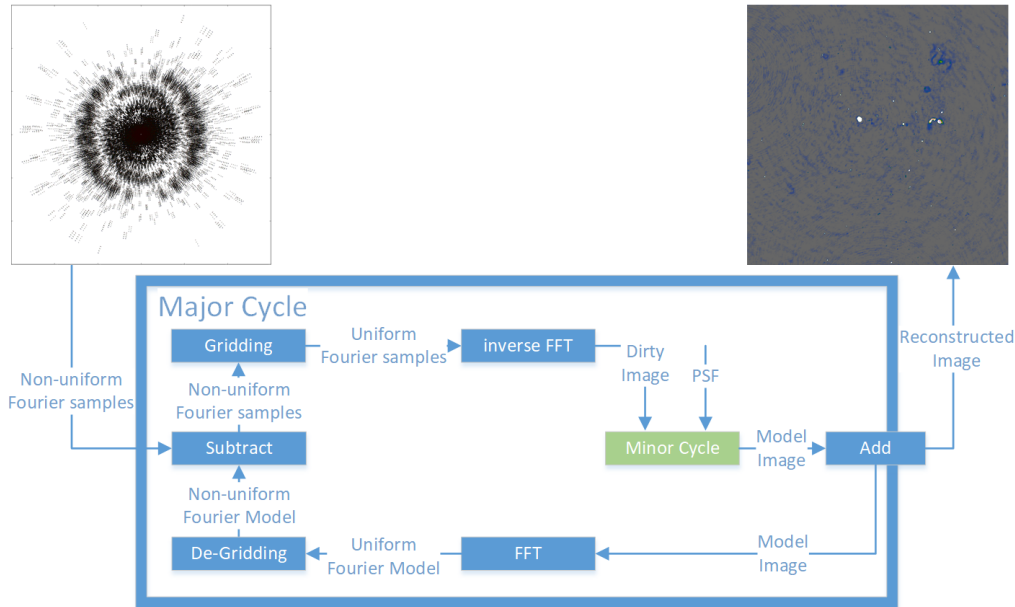 Major Cycle
Gridding
Uniform
Fourier samples
inverse FFT
Dirty
Image
PSF
Reconstructed
Image
Non-uniform
Fourier samples
Non-uniform
Fourier samples
Subtract
Minor Cycle
Model
Image
Add
Non-uniform
Fourier Model
De-Gridding
Uniform
Fourier Model
FFT
Model
Image